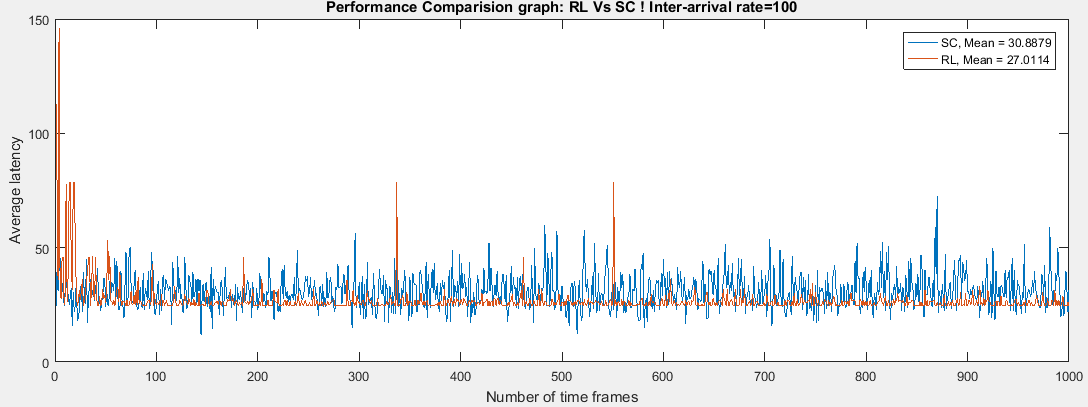 Performance Comparision graph: RL Vs SC ! Inter-arrival rate=100
150
SC, Mean = 30.8879
RL, Mean = 27.0114
100
Average latency
50
0
0 100 200 300 400 500 600 700 800 900 1000
Number of time frames